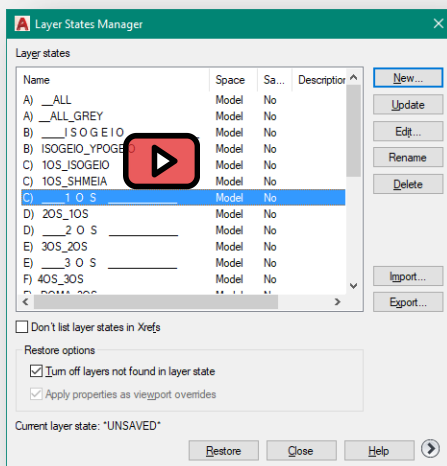 Layer States Manager
Layer states
Name Space Sa... Description
A) __ALL Model No
A) __ALL_GREY Model No
B) ____I S O G E I O Model No
B) ISOGEIO_YPOGEIO Model No
C) 1OS_ISOGEIO Model No
C) 1OS_SHMEIA Model No
C) ____1 O S ____________ Model No
D) 2OS_1OS Model No
D) ____2 O S ____________ Model No
E) 3OS_2OS Model No
E) ____3 O S ____________ Model No
F) 4OS_3OS Model No
New...
Update
Edit...
Rename
Delete
Import...
Export...
Don't list layer states in Xrefs
Restore options
Turn off layers not found in layer state
Apply properties as viewport overrides
Current layer state: "UNSAVED"
Restore Close Help